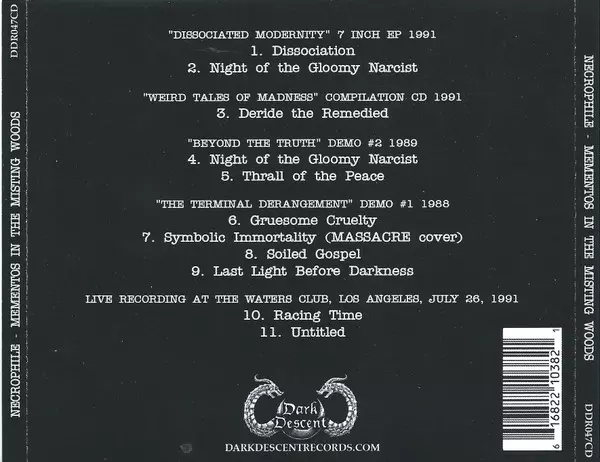 DDR047CD
NECROPHILE - MEMENTOS IN THE MISTING WOODS
"DISSOCIATED MODERNITY" 7 INCH EP 1991
1. Dissociation
2. Night of the Gloomy Narcist
"WEIRD TALES OF MADNESS" COMPILATION CD 1991
3. Deride the Remedied
"BEYOND THE TRUTH" DEMO #2 1989
4. Night of the Gloomy Narcist
5. Thrall of the Peace
"THE TERMINAL DERANGEMENT" DEMO #1 1988
6. Gruesome Cruelty
7. Symbolic Immortality (MASSACRE cover)
8. Soiled Gospel
9. Last Light Before Darkness
LIVE RECORDING AT THE WATERS CLUB, LOS ANGELES, JULY 26, 1991
10. Racing Time
11. Untitled
Dark
Descent
DARKDESCENTRECORDS.COM
6 16822 10382 1
NECROPHILE - MEMENTOS IN THE MISTING WOODS
DDR047CD